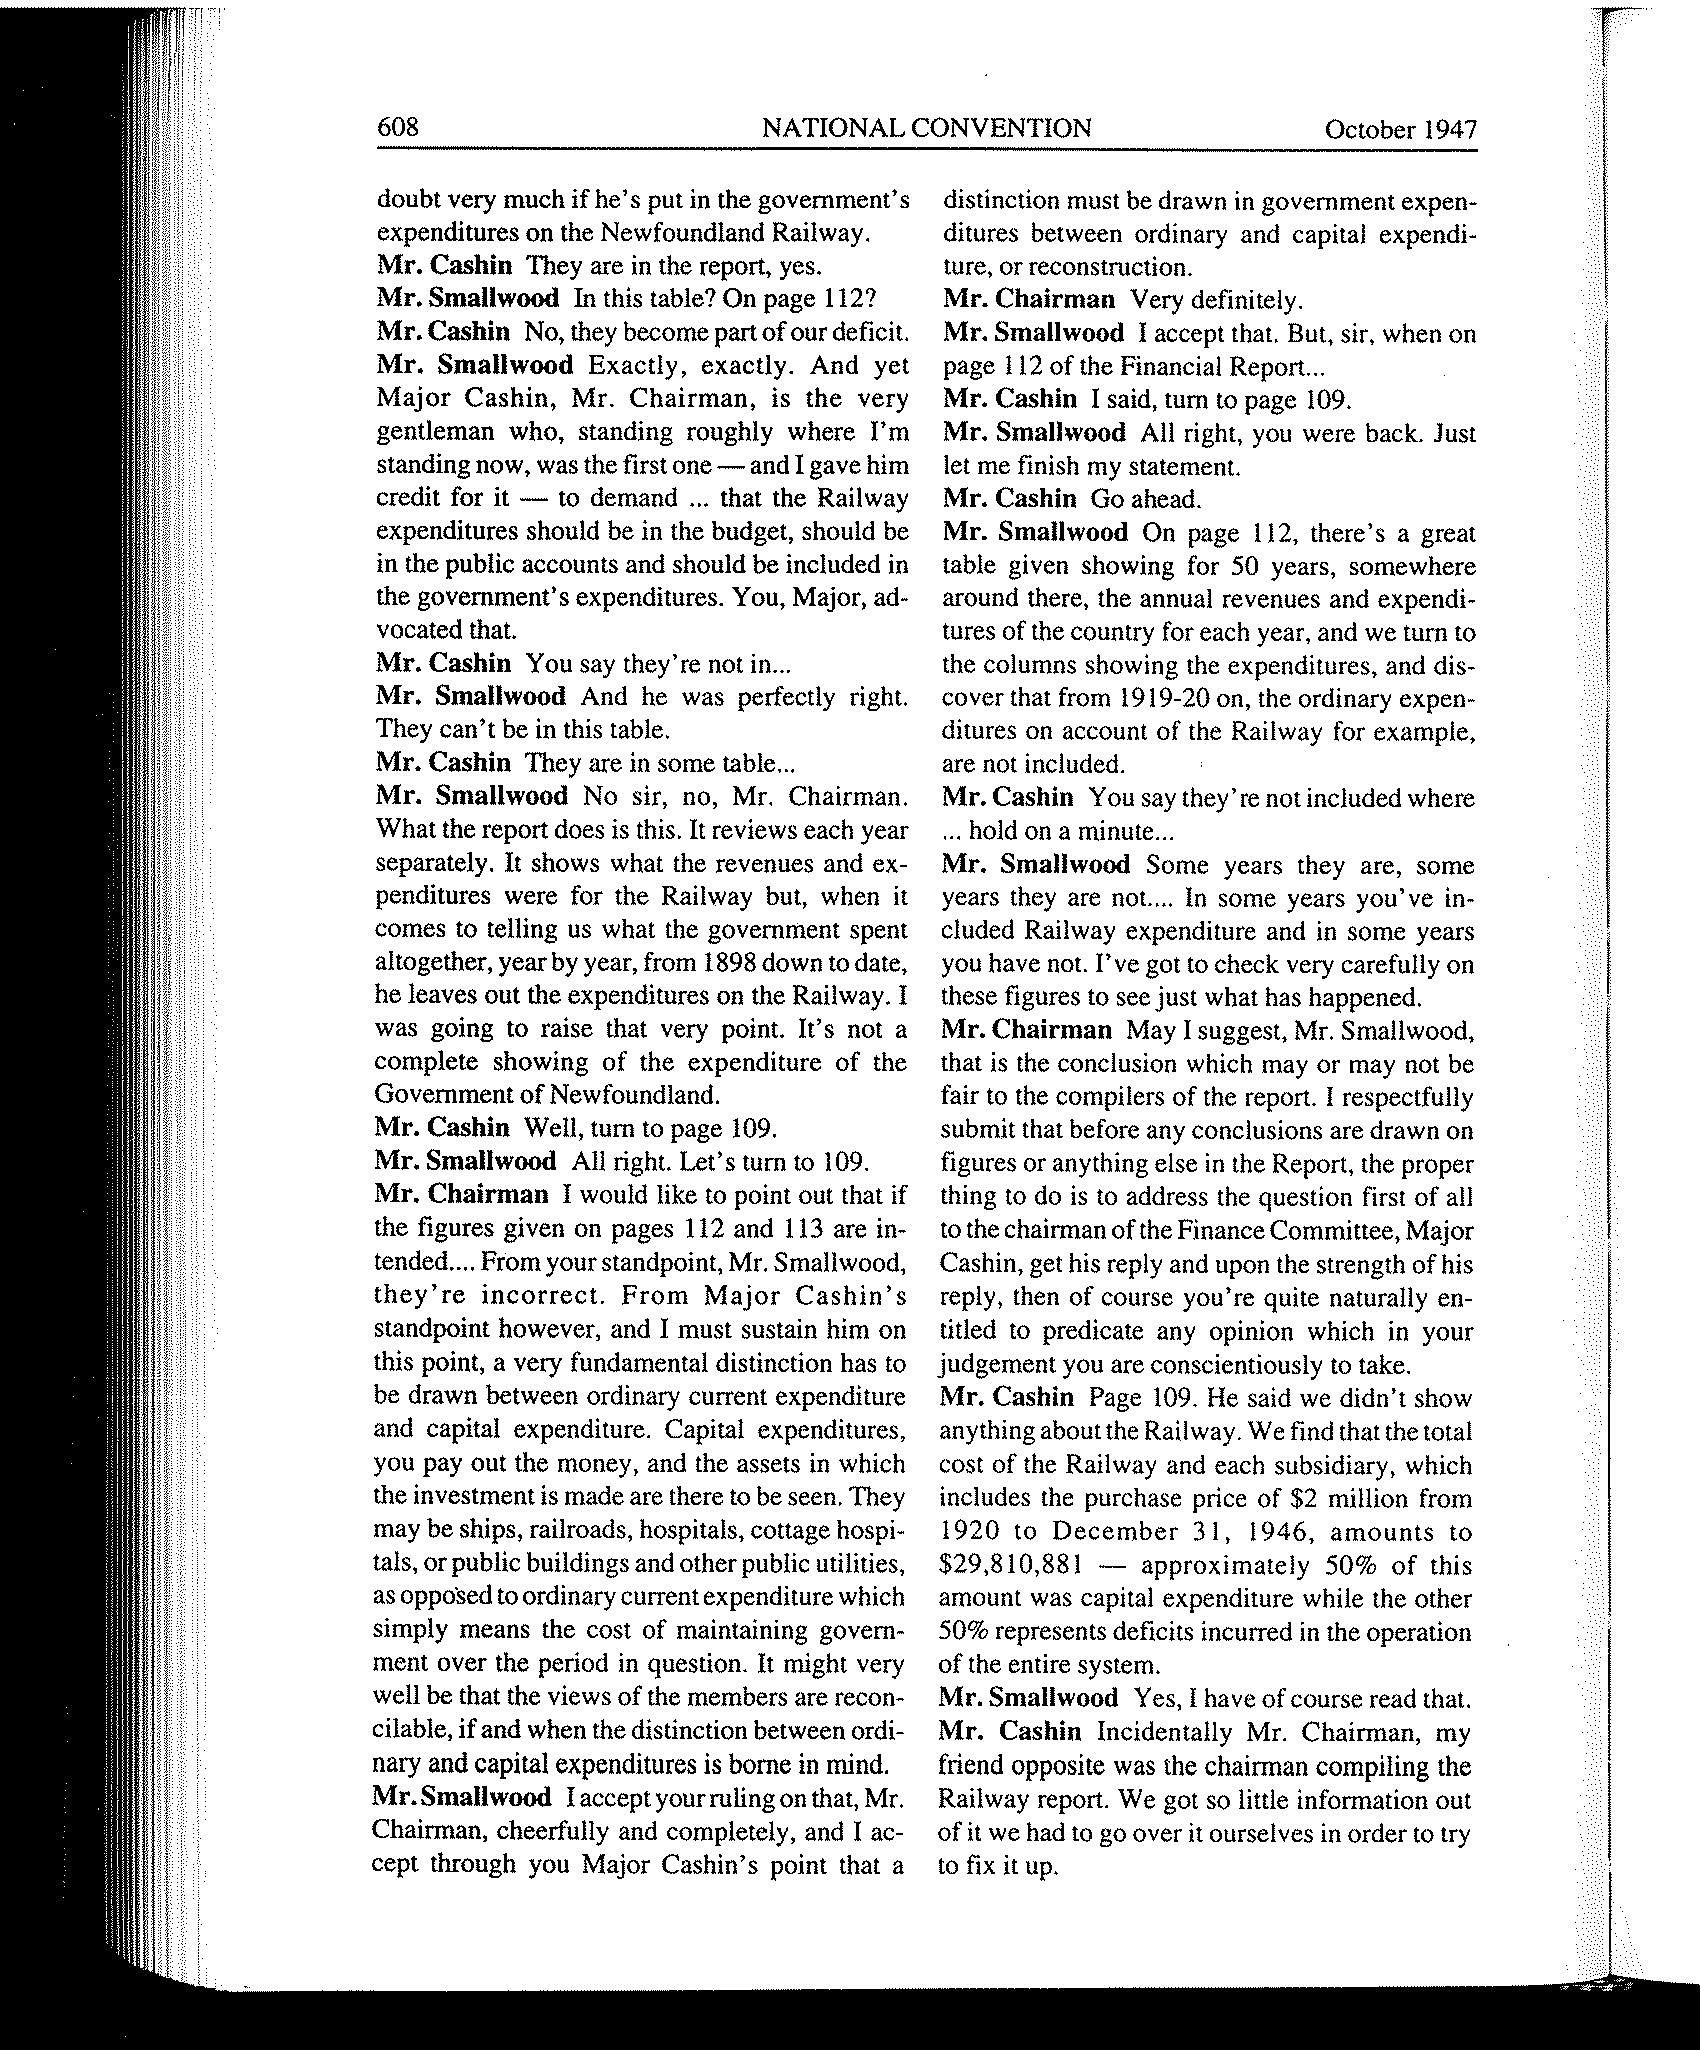 608 NATIONAL CONVENTION October 1947
doubt very much if he's put in the government's
expenditures on the Newfoundland Railway.
Mr. Cashin They are in the report, yes.
Mr. Smallwood In this table? On page 112?
Mr. Cashin No, they become part of our deficit.
Mr. Smallwood Exactly, exactly. And yet
Major Cashin, Mr. Chairman, is the very
gentleman who, standing roughly where I'm
standing now, was the first one — and I gave him
credit for it — to demand ... that the Railway
expenditures should be in the budget, should be
in the public accounts and should be included in
the government's expenditures. You, Major, ad-
vocated that.
Mr. Cashin You say they're not in...
Mr. Smallwood And he was perfectly right.
They can't be in this table.
Mr. Cashin They are in some table...
Mr. Smallwood No sir, no, Mr. Chairman.
What the report does is this. It reviews each year
separately. It shows what the revenues and ex-
penditures were for the Railway but, when it
comes to telling us what the government spent
altogether, year by year, from 1898 down to date,
he leaves out the expenditures on the Railway. I
was going to raise that very point. It's not a
complete showing of the expenditure of the
Government of Newfoundland.
Mr. Cashin Well, turn to page 109.
Mr. Smallwood All right. Let's turn to 109.
Mr. Chairman I would like to point out that if
the figures given on pages 112 and 113 are in-
tended.... From your standpoint, Mr. Smallwood,
they're incorrect. From Major Cashin's
standpoint however, and I must sustain him on
this point, a very fundamental distinction has to
be drawn between ordinary current expenditure
and capital expenditure. Capital expenditures,
you pay out the money, and the assets in which
the investment is made are there to be seen. They
may be ships, railroads, hospitals, cottage hospi-
tals, or public buildings and other public utilities,
as opposed to ordinary current expenditure which
simply means the cost of maintaining govern-
ment over the period in question. It might very
well be that the views of the members are recon-
cilable, if and when the distinction between ordi-
nary and capital expenditures is borne in mind.
Mr. Smallwood I accept your ruling on that, Mr.
Chairman, cheerfully and completely, and I ac-
cept through you Major Cashin's point that a
distinction must be drawn in government expen-
ditures between ordinary and capital expendi-
ture, or reconstruction.
Mr. Chairman Very definitely.
Mr. Smallwood I accept that. But, sir, when on
page 112 of the Financial Report...
Mr. Cashin I said, turn to page 109.
Mr. Smallwood All right, you were back. Just
let me finish my statement.
Mr. Cashin Go ahead.
Mr. Smallwood On page 112, there's a great
table given showing for 50 years, somewhere
around there, the annual revenues and expendi-
tures of the country for each year, and we turn to
the columns showing the expenditures, and dis-
cover that from 1919-20 on, the ordinary expen-
ditures on account of the Railway for example,
are not included.
Mr. Cashin You say they're not included where
... hold on a minute...
Mr. Smallwood Some years they are, some
years they are not.... In some years you've in-
cluded Railway expenditure and in some years
you have not. I've got to check very carefully on
these figures to see just what has happened.
Mr. Chairman May I suggest, Mr. Smallwood,
that is the conclusion which may or may not be
fair to the compilers of the report. I respectfully
submit that before any conclusions are drawn on
figures or anything else in the Report, the proper
thing to do is to address the question first of all
to the chairman of the Finance Committee, Major
Cashin, get his reply and upon the strength of his
reply, then of course you're quite naturally en-
titled to predicate any opinion which in your
judgement you are conscientiously to take.
Mr. Cashin Page 109. He said we didn't show
anything about the Railway. We find that the total
cost of the Railway and each subsidiary, which
includes the purchase price of $2 million from
1920 to December 31, 1946, amounts to
$29,810,881 — approximately 50% of this
amount was capital expenditure while the other
50% represents deficits incurred in the operation
of the entire system.
Mr. Smallwood Yes, I have of course read that.
Mr. Cashin Incidentally Mr. Chairman, my
friend opposite was the chairman compiling the
Railway report. We got so little information out
of it we had to go over it ourselves in order to try
to fix it up.